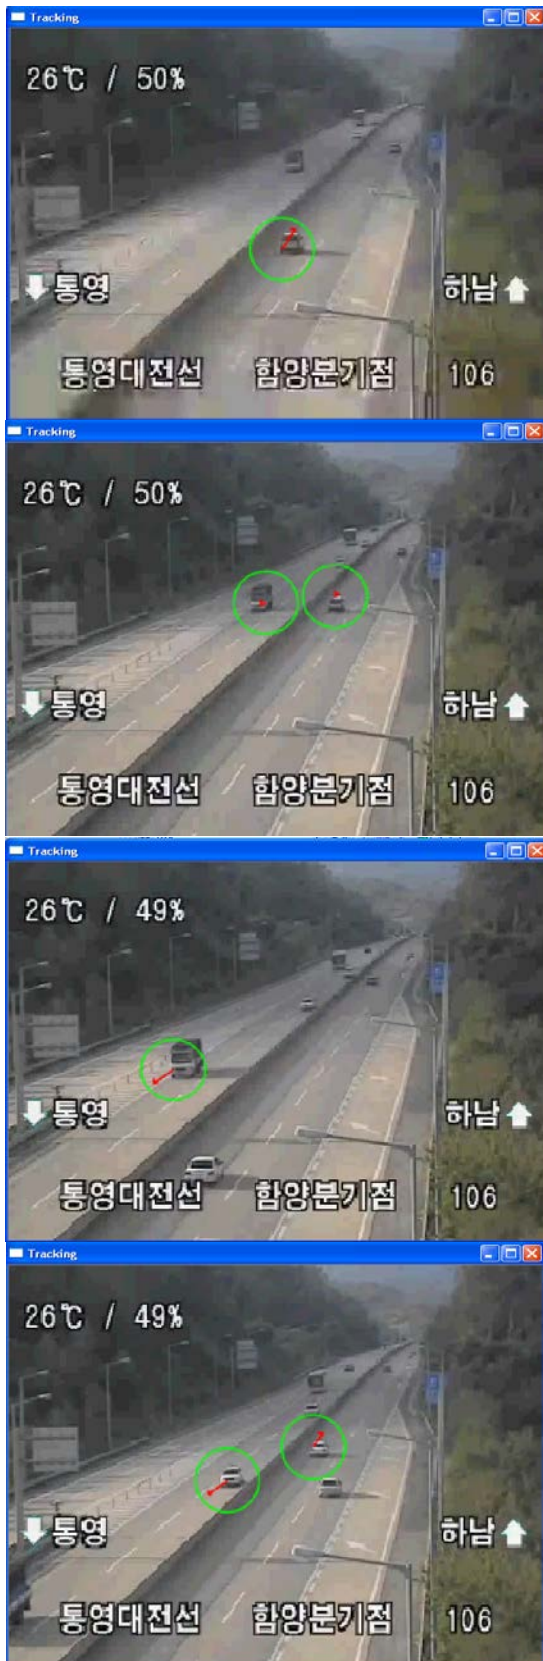 Tracking
26℃ / 50%
⬇통영 하남⬆
통영대전선 함양분기점 106
Tracking
26℃ / 50%
⬇통영 하남⬆
통영대전선 함양분기점 106
Tracking
26℃ / 49%
⬇통영 하남⬆
통영대전선 함양분기점 106
Tracking
26℃ / 49%
⬇통영 하남⬆
통영대전선 함양분기점 106